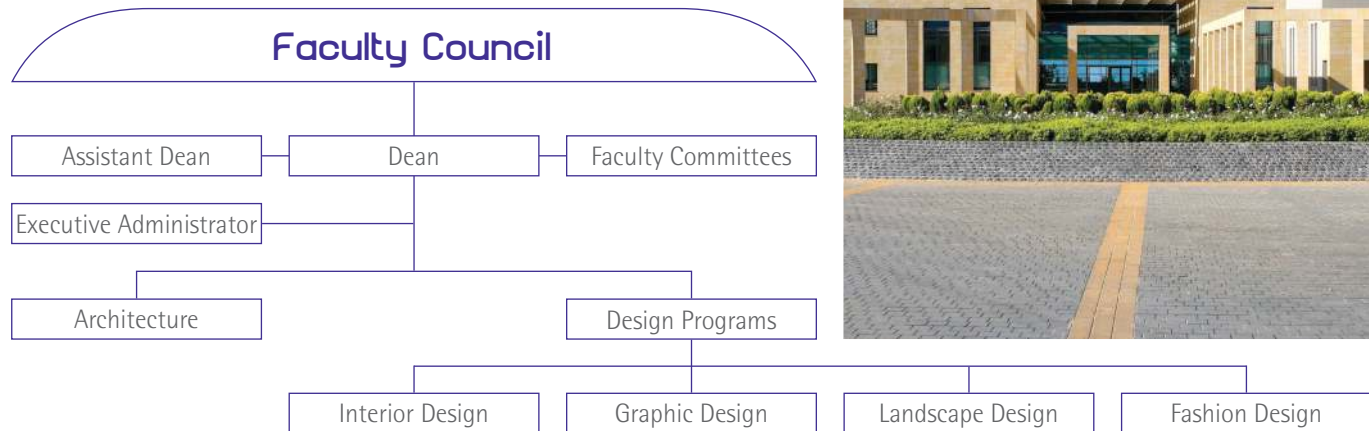 Faculty Council
Assistant Dean
Dean
Faculty Committees
Executive Administrator
Architecture
Design Programs
Interior Design
Graphic Design
Landscape Design
Fashion Design